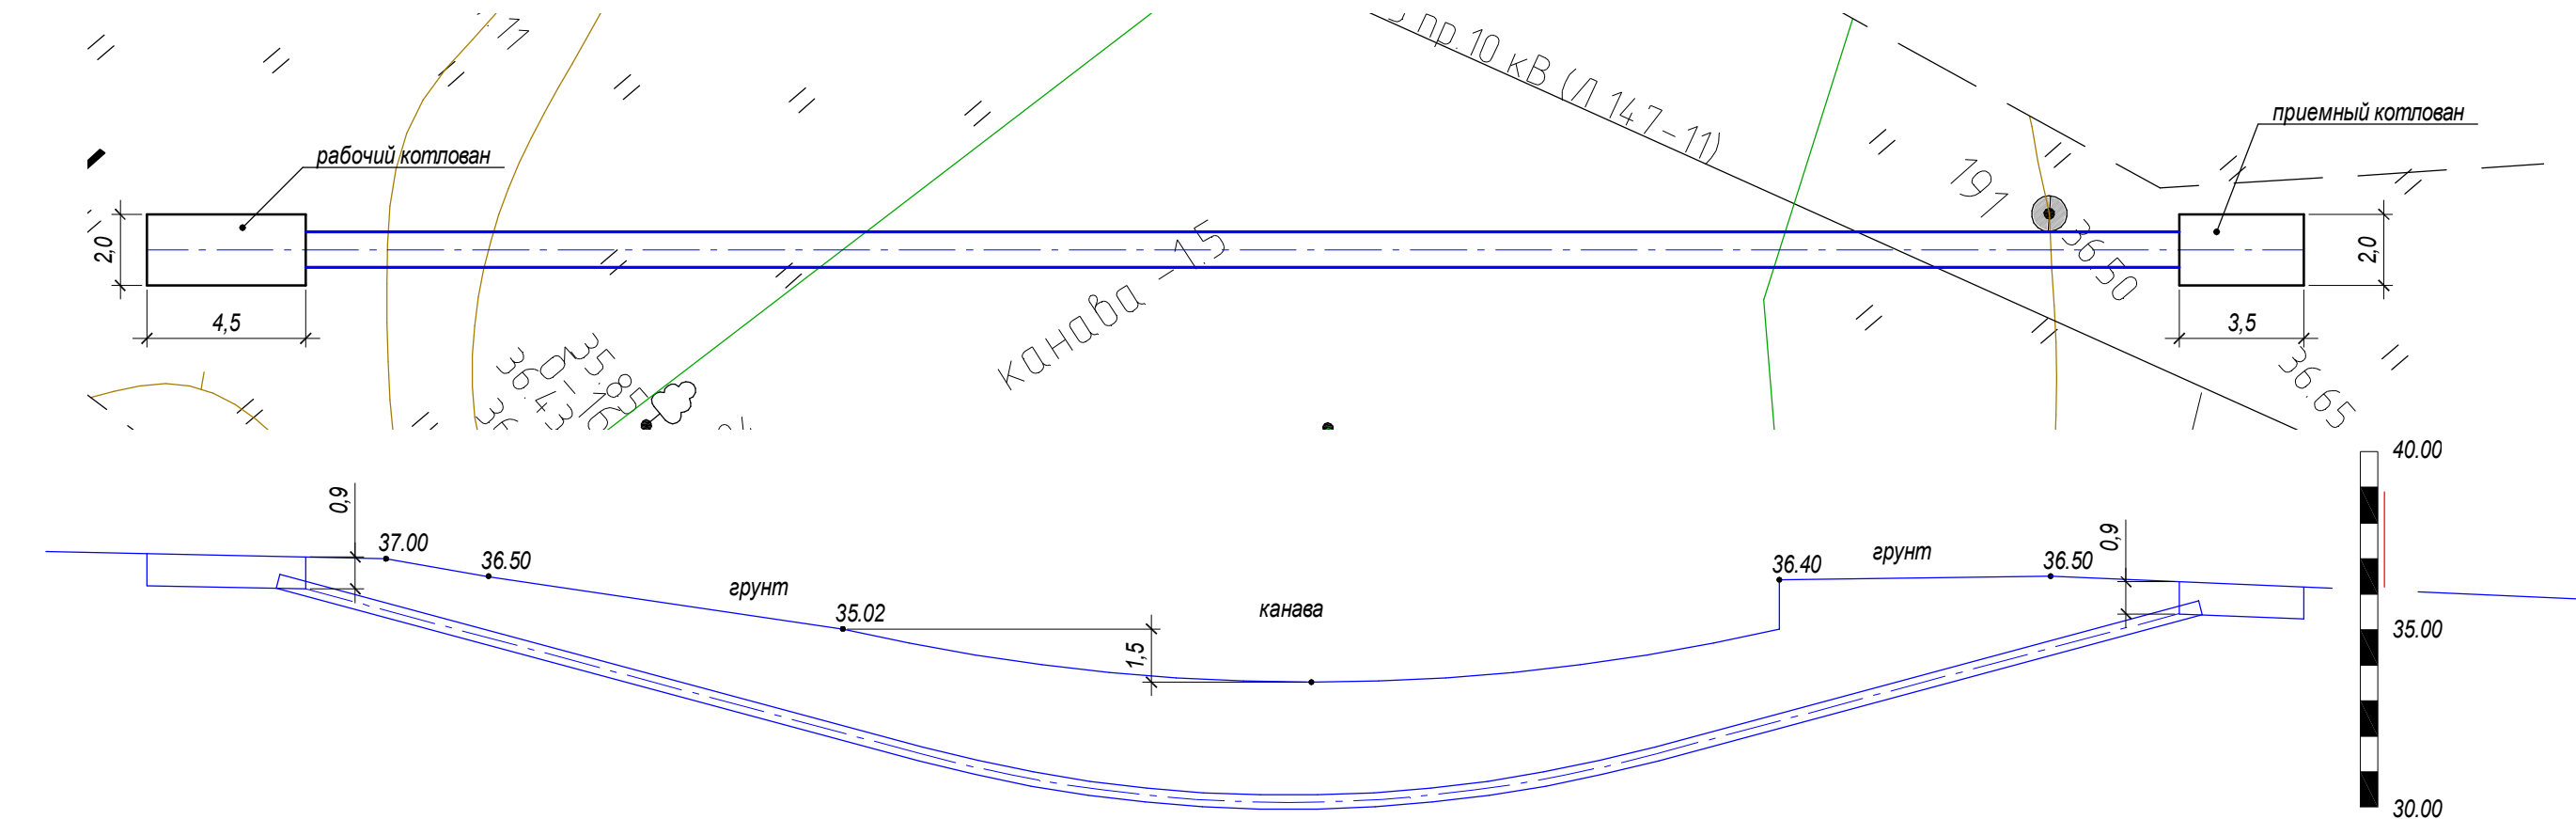 пр. 10 кВ (Л 147-11)
приемный котлован
рабочий котлован
191
36.50
2,0
2,0
канава -1.5
4,5
3,5
36.43
36.65
40.00
0,9
37.00
36.50
0,9
грунт
36.40
грунт
36.50
35.02
канава
1,5
35.00
30.00